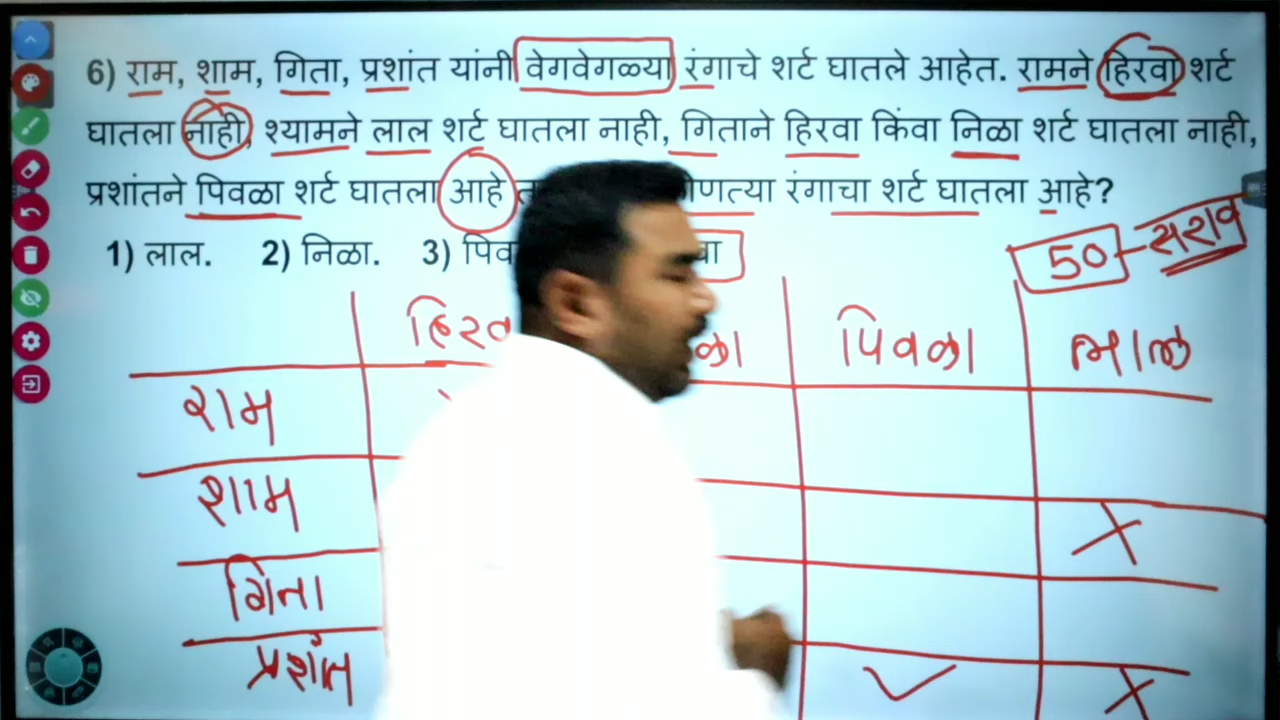 6) राम, शाम, गिता, प्रशांत यांनी वेगवेगळ्या रंगाचे शर्ट घातले आहेत. रामने हिरवा शर्ट
घातला नाही, श्यामने लाल शर्ट घातला नाही, गिताने हिरवा किंवा निळा शर्ट घातला नाही,
प्रशांतने पिवळा शर्ट घातला आहे रंगाचा शर्ट घातला आहे?
1) लाल. 2) निळा. 3)
50 - सराव
पिवळा लाल
राम
शाम
गिता
प्रशांत